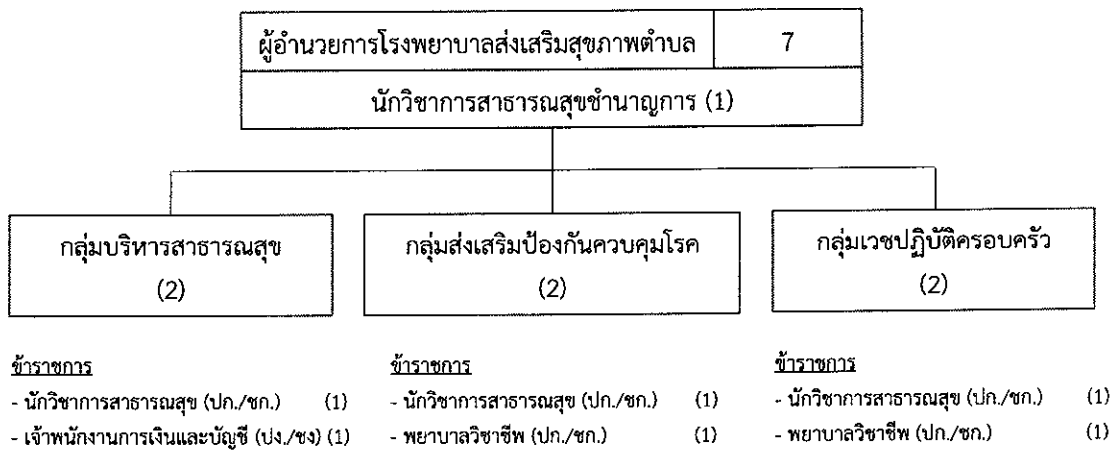 ผู้อำนวยการโรงพยาบาลส่งเสริมสุขภาพตำบล 7
นักวิชาการสาธารณสุขชำนาญการ (1)
กลุ่มบริหารสาธารณสุข
(2)
กลุ่มส่งเสริมป้องกันควบคุมโรค
(2)
กลุ่มเวชปฏิบัติครอบครัว
(2)
ข้าราชการ
- นักวิชาการสาธารณสุข (ปก./ชก.) (1)
- เจ้าพนักงานการเงินและบัญชี (ปง./ชง) (1)
ข้าราชการ
- นักวิชาการสาธารณสุข (ปก./ชก.) (1)
- พยาบาลวิชาชีพ (ปก./ชก.) (1)
ข้าราชการ
- นักวิชาการสาธารณสุข (ปก./ชก.) (1)
- พยาบาลวิชาชีพ (ปก./ชก.) (1)